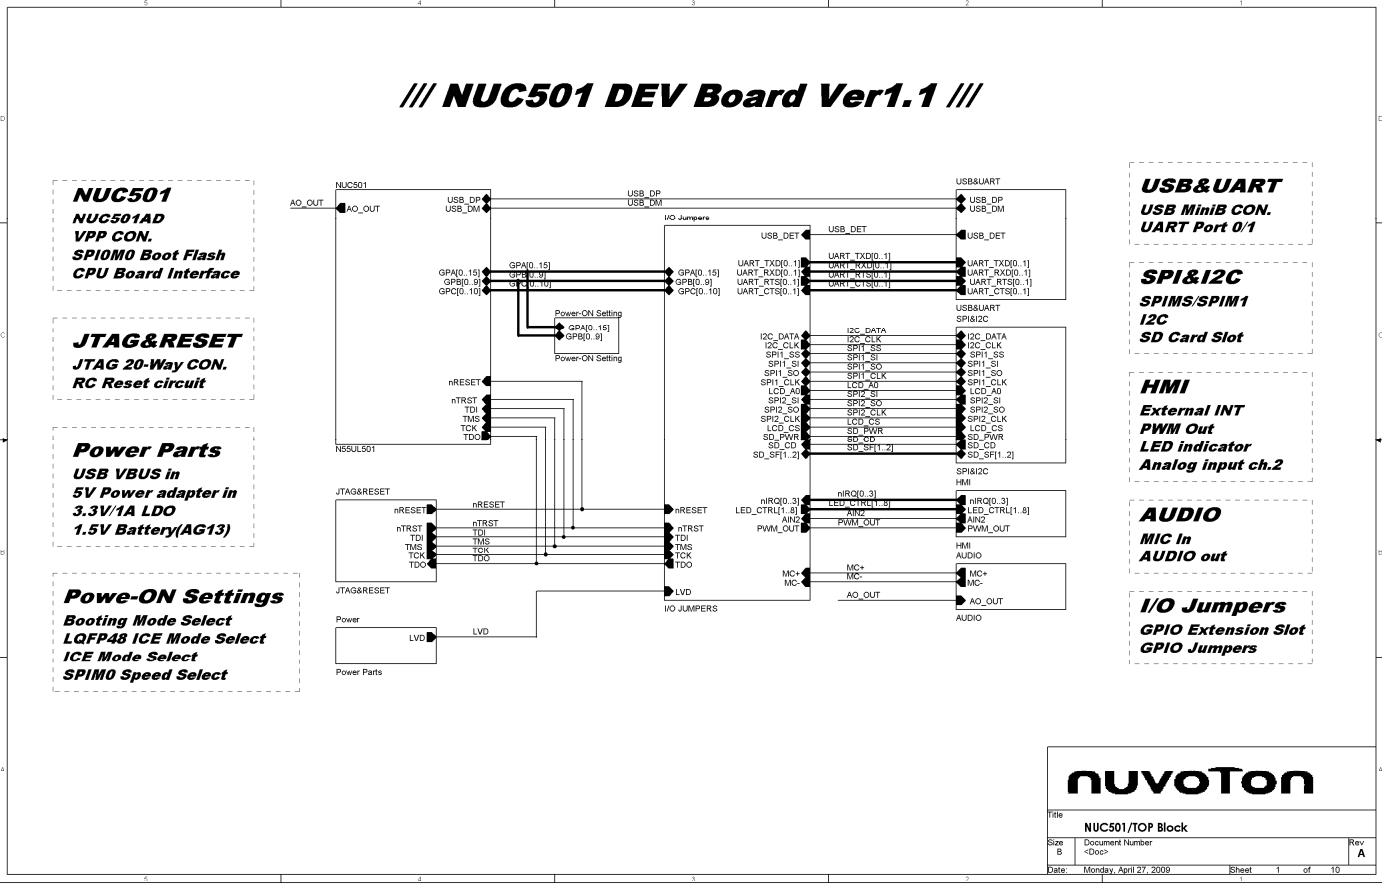 5 4 3 2 1
/// NUC501 DEV Board Ver1.1 ///
NUC501
NUC501AD
VPP CON.
SPI0M0 Boot Flash
CPU Board Interface
JTAG&RESET
JTAG 20-Way CON.
RC Reset circuit
Power Parts
USB VBUS in
5V Power adapter in
3.3V/1A LDO
1.5V Battery(AG13)
Powe-ON Settings
Booting Mode Select
LQFP48 ICE Mode Select
ICE Mode Select
SPIM0 Speed Select
AO_OUT
NUC501
AO_OUT
USB_DP
USB_DM
GPA[0..15]
GPB[0..9]
GPC[0..10]
nRESET
nTRST
TDI
TMS
TCK
TDO
N55UL501
USB_DP
USB_DM
GPA[0..15]
GPB[0..9]
GPC[0..10]
Power-ON Setting
GPA[0..15]
GPB[0..9]
Power-ON Setting
JTAG&RESET
nRESET
nTRST
TDI
TMS
TCK
TDO
JTAG&RESET
nRESET
nTRST
TDI
TMS
TCK
TDO
Power
LVD
Power Parts
LVD
I/O Jumpers
GPA[0..15]
GPB[0..9]
GPC[0..10]
nRESET
nTRST
TDI
TMS
TCK
TDO
LVD
USB_DET
UART_TXD[0..1]
UART_RXD[0..1]
UART_RTS[0..1]
UART_CTS[0..1]
I2C_DATA
I2C_CLK
SPI1_SS
SPI1_SI
SPI1_SO
SPI1_CLK
LCD_A0
SPI2_SI
SPI2_SO
SPI2_CLK
LCD_CS
SD_PWR
SD_CD
SD_SF[1..2]
nIRQ[0..3]
LED_CTRL[1..8]
AIN2
PWM_OUT
MC+
MC-
I/O JUMPERS
USB_DET
UART_TXD[0..1]
UART_RXD[0..1]
UART_RTS[0..1]
UART_CTS[0..1]
I2C_DATA
I2C_CLK
SPI1_SS
SPI1_SI
SPI1_SO
SPI1_CLK
LCD_A0
SPI2_SI
SPI2_SO
SPI2_CLK
LCD_CS
SD_PWR
SD_CD
SD_SF[1..2]
nIRQ[0..3]
LED_CTRL[1..8]
AIN2
PWM_OUT
MC+
MC-
AO_OUT
USB&UART
USB_DP
USB_DM
USB_DET
UART_TXD[0..1]
UART_RXD[0..1]
UART_RTS[0..1]
UART_CTS[0..1]
USB&UART
SPI&I2C
I2C_DATA
I2C_CLK
SPI1_SS
SPI1_SI
SPI1_SO
SPI1_CLK
LCD_A0
SPI2_SI
SPI2_SO
SPI2_CLK
LCD_CS
SD_PWR
SD_CD
SD_SF[1..2]
SPI&I2C
HMI
nIRQ[0..3]
LED_CTRL[1..8]
AIN2
PWM_OUT
HMI
AUDIO
MC+
MC-
AO_OUT
AUDIO
USB&UART
USB MiniB CON.
UART Port 0/1
SPI&I2C
SPIMS/SPIM1
I2C
SD Card Slot
HMI
External INT
PWM Out
LED indicator
Analog input ch.2
AUDIO
MIC In
AUDIO out
I/O Jumpers
GPIO Extension Slot
GPIO Jumpers
D
C
B
A
D
C
B
A
nuvoTon
Title
NUC501/TOP Block
Size
B
Document Number
<Doc>
Rev
A
Date: Monday, April 27, 2009 Sheet 1 of 10
5 4 3 2 1